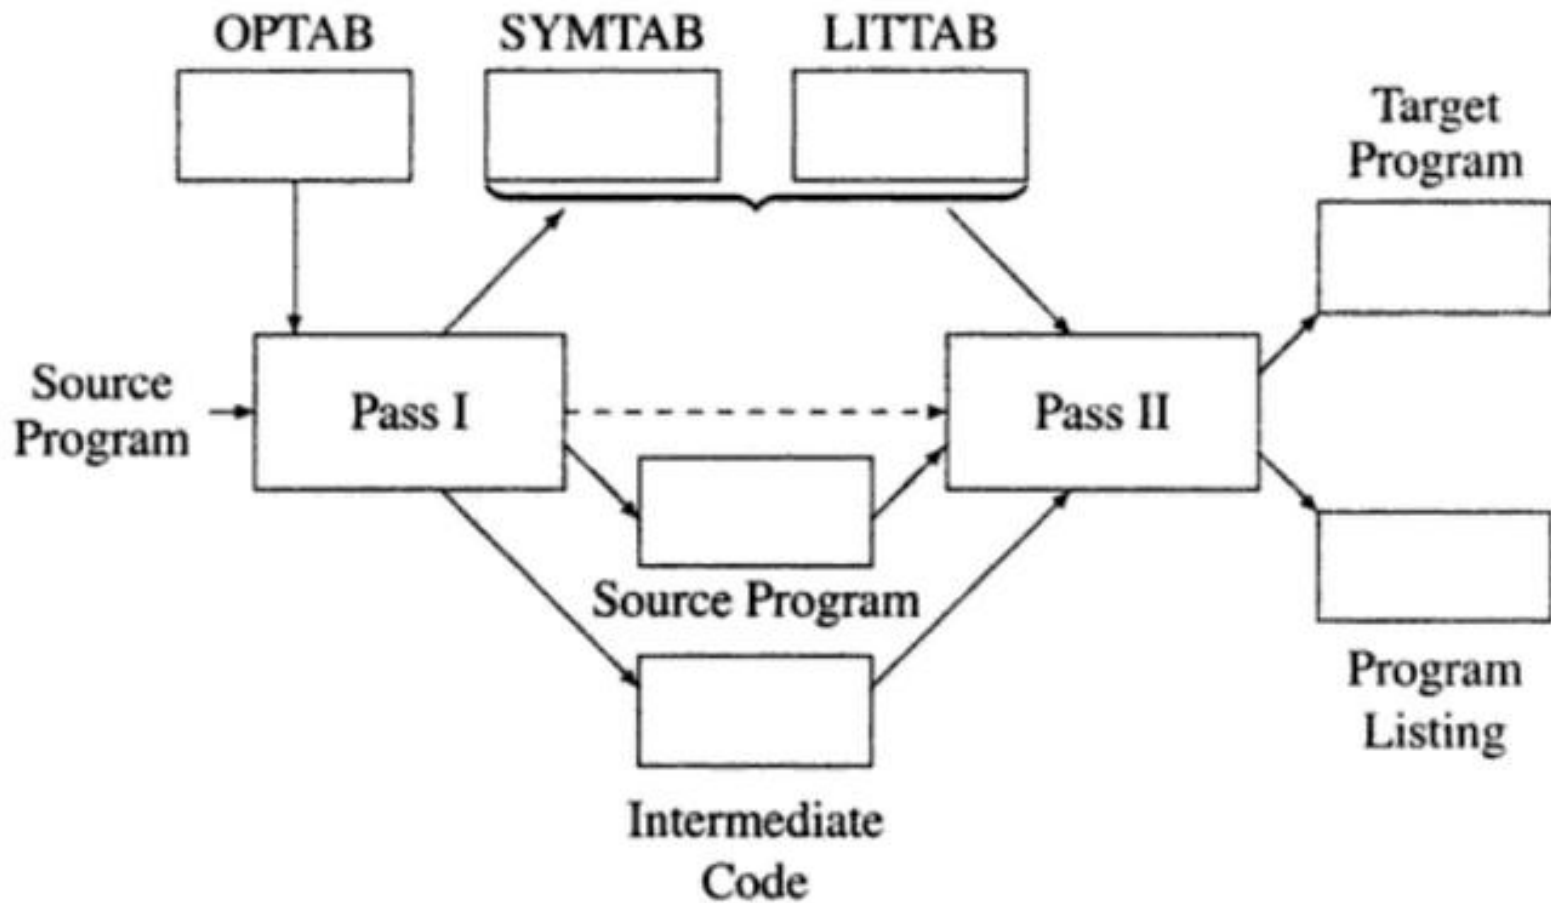 OPTAB
SYMTAB
LITTAB
Target
Program
Source
Program
Pass I
Pass II
Source Program
Program
Listing
Intermediate
Code